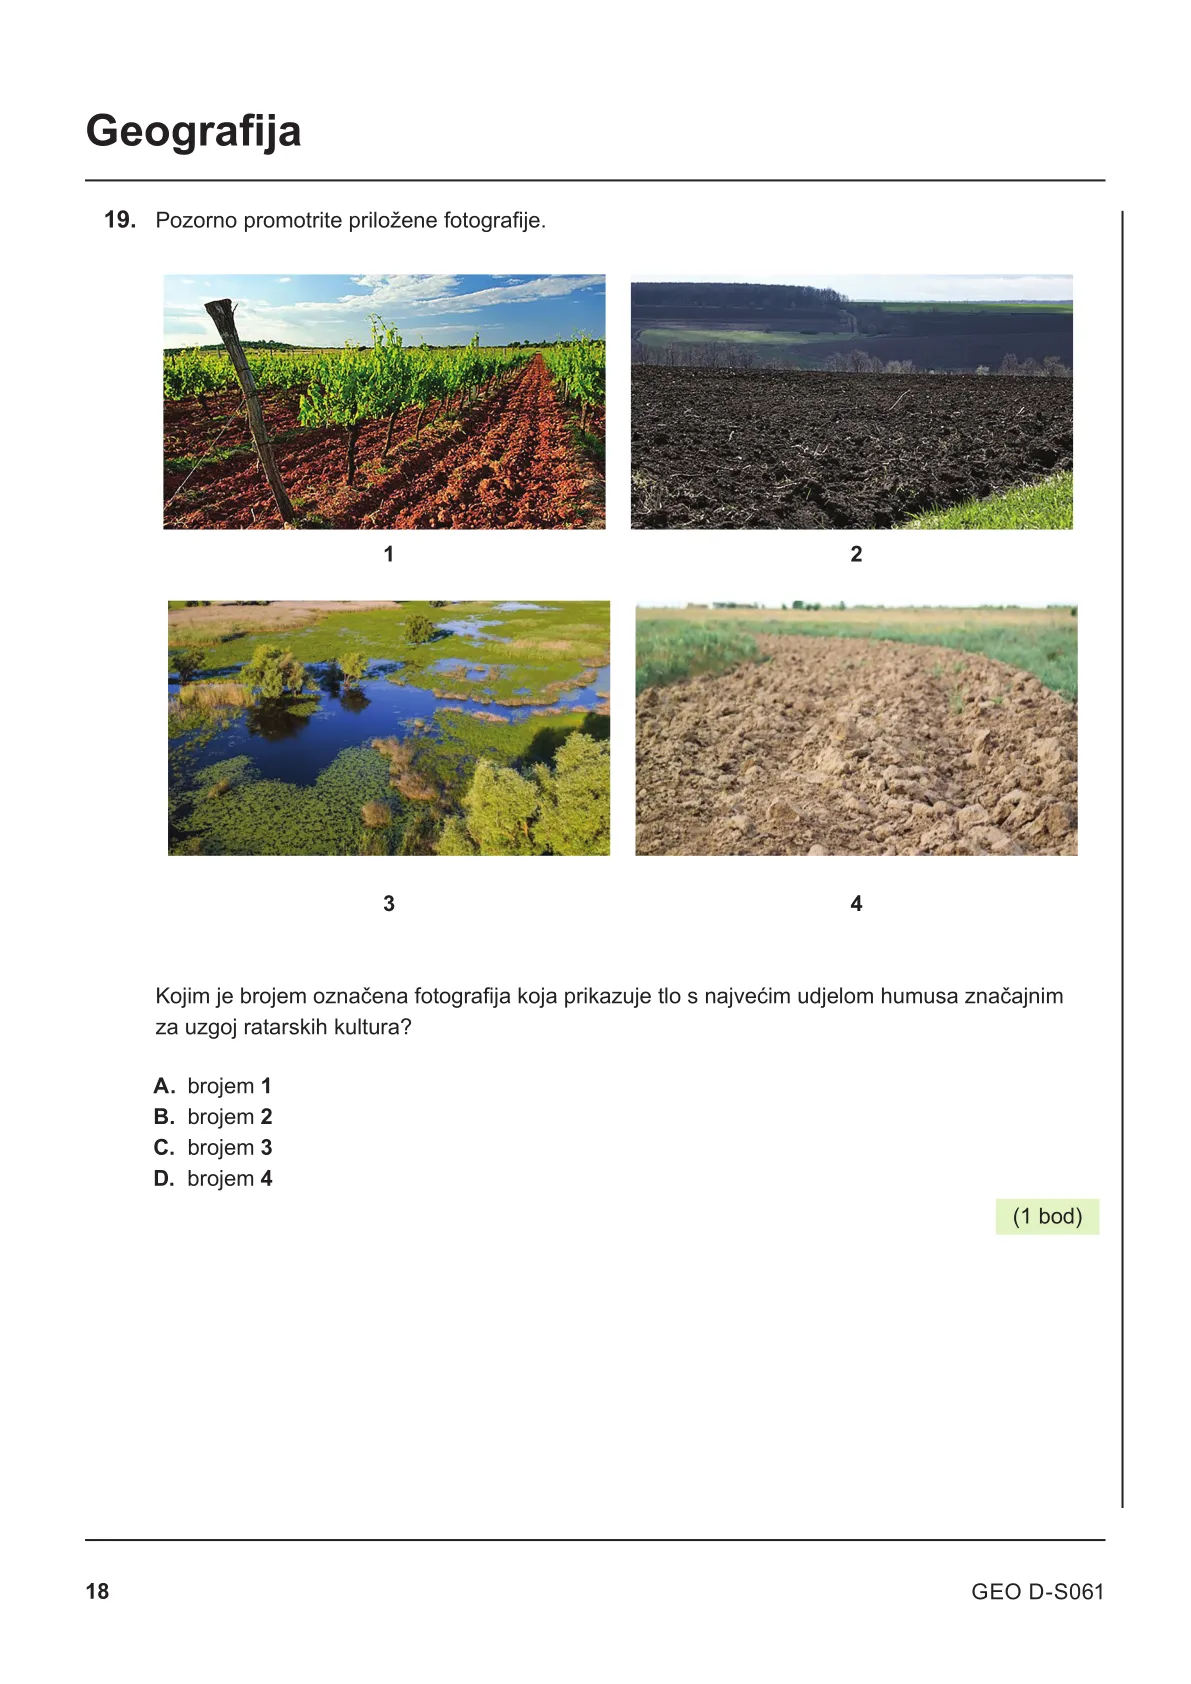 Geografija
19. Pozorno promotrite priložene fotografije.
1
2
3
4
Kojim je brojem označena fotografija koja prikazuje tlo s najvećim udjelom humusa značajnim
za uzgoj ratarskih kultura?
A. brojem 1
B. brojem 2
C. brojem 3
D. brojem 4
(1 bod)
18
GEO D-S061